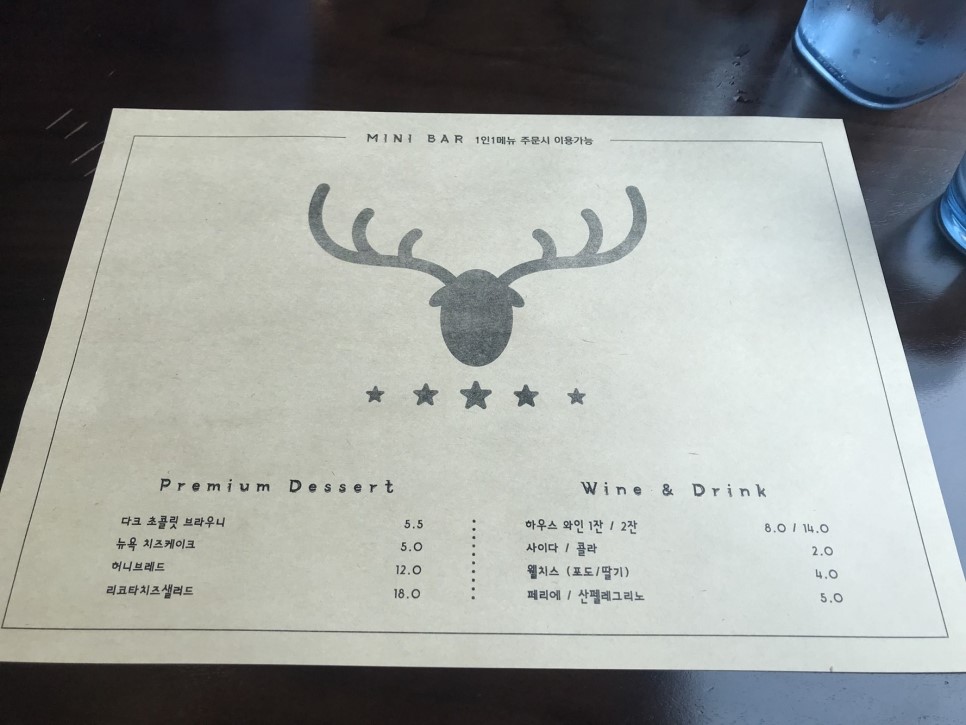 MINI BAR 1인1메뉴 주문시 이용가능
Premium Dessert
다크 초콜릿 브라우니 5.5
뉴욕 치즈케이크 5.0
허니브레드 12.0
리코타치즈샐러드 18.0
Wine & Drink
하우스 와인 1잔 / 2잔 8.0 / 14.0
사이다 / 콜라 2.0
웰치스 (포도/딸기) 4.0
페리에 / 산펠레그리노 5.0